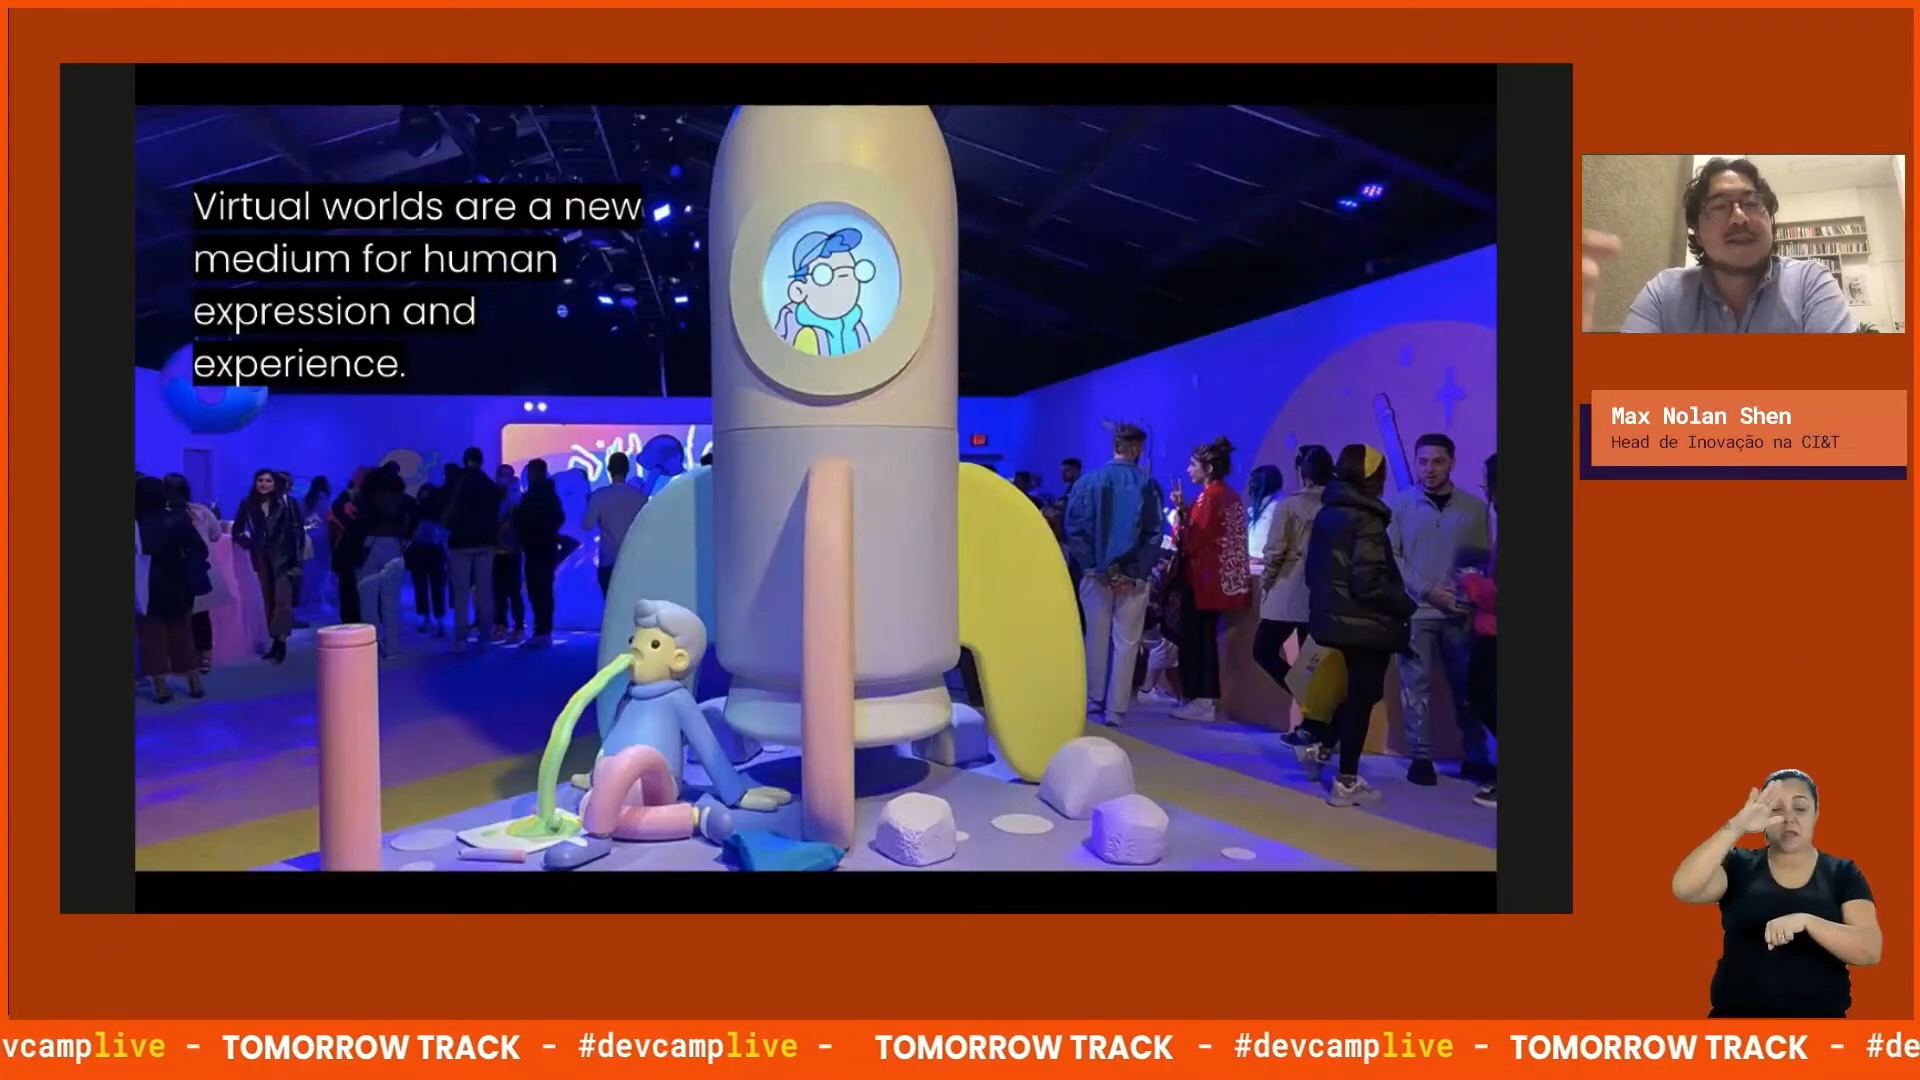 Virtual worlds are a new
medium for human
expression and
experience.
Max Nolan Shen
Head de Inovação na CI&T
vcamplive - TOMORROW TRACK - #devcamplive - TOMORROW TRACK - #devcamplive - TOMORROW TRACK - #de